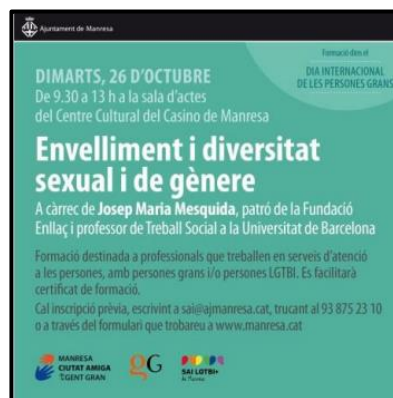 Ajuntament de Manresa
Formació dins el
DIA INTERNACIONAL
DE LES PERSONES GRANS
DIMARTS, 26 D'OCTUBRE
De 9.30 a 13 h a la sala d'actes
del Centre Cultural del Casino de Manresa
Envelliment i diversitat
sexual i de gènere
A càrrec de Josep Maria Mesquida, patró de la Fundació
Enllaç i professor de Treball Social a la Universitat de Barcelona
Formació destinada a professionals que treballen en serveis d'atenció
a les persones, amb persones grans i/o persones LGTBI. Es facilitarà
certificat de formació.
Cal inscripció prèvia, escrivint a sai@ajmanresa.cat, trucant al 93 875 23 10
o a través del formulari que trobareu a www.manresa.cat
MANRESA
CIUTAT AMIGA
GENT GRAN
gG
SAI LGTBI+
de Manresa